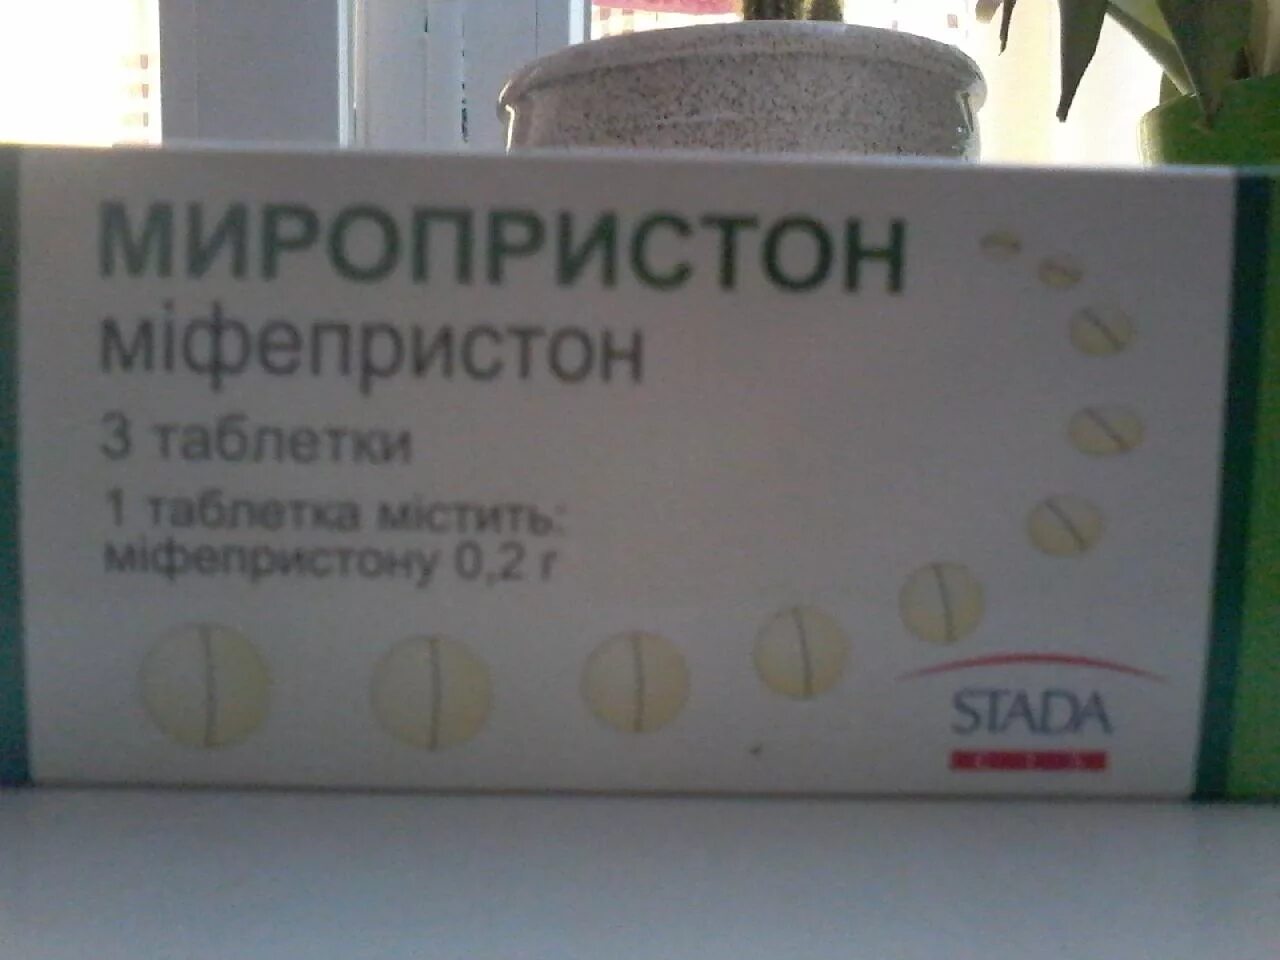 МИРОПРИСТОН
міфепристон
3 таблетки
1 таблетка містить:
міфепристону 0,2 г
STADA